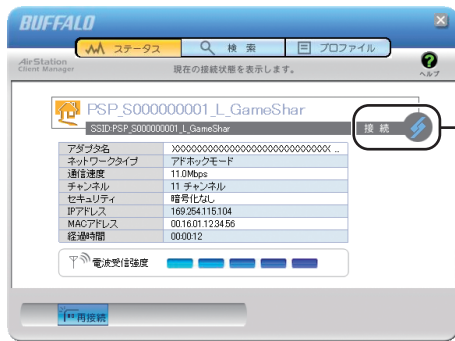 BUFFALO
ステータス 検索 プロファイル
AirStation
Client Manager
現在の接続状態を表示します。
ヘルプ
PSP_S000000001_L_GameShar
SSID:PSP_S000000001_L_GameShar
接続
アダプタ名 XXXXXXXXXXXXXXXXXXXXXXXXXXXXX ..
ネットワークタイプ アドホックモード
通信速度 11.0Mbps
チャンネル 11 チャンネル
セキュリティ 暗号化なし
IPアドレス 169.254.115.104
MACアドレス 00:16:01:12:34:56
経過時間 00:00:12
電波受信強度
再接続